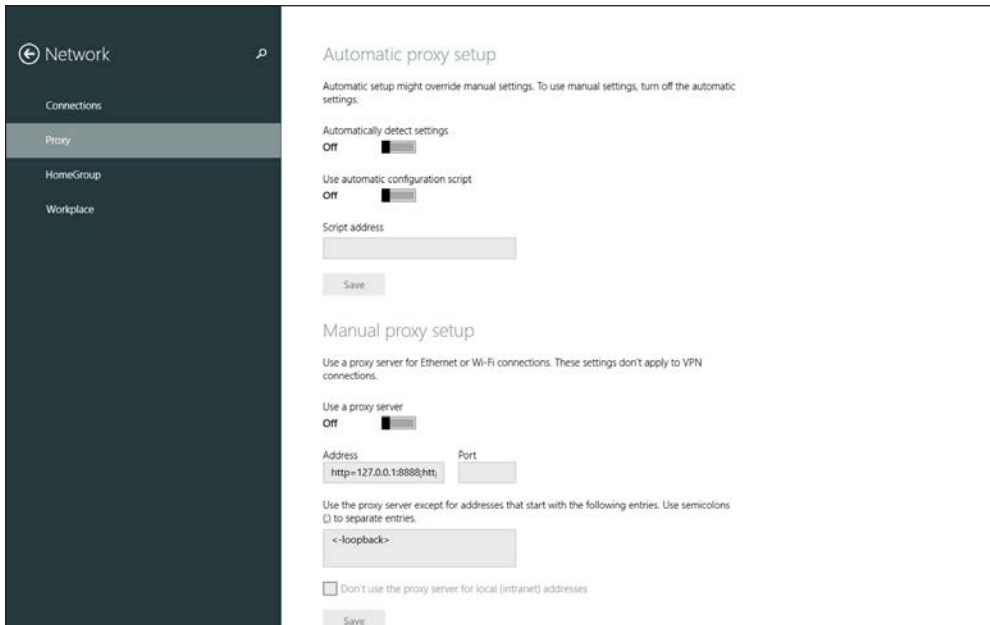 Network
Connections
Proxy
HomeGroup
Workplace
Automatic proxy setup
Automatic setup might override manual settings. To use manual settings, turn off the automatic
settings.
Automatically detect settings
Off
Use automatic configuration script
Off
Script address
Save
Manual proxy setup
Use a proxy server for Ethernet or Wi-Fi connections. These settings don't apply to VPN
connections.
Use a proxy server
Off
Address Port
http=127.0.0.1:8888;htt
Use the proxy server except for addresses that start with the following entries. Use semicolons
(;) to separate entries.
<-loopback>
Don't use the proxy server for local (intranet) addresses
Save